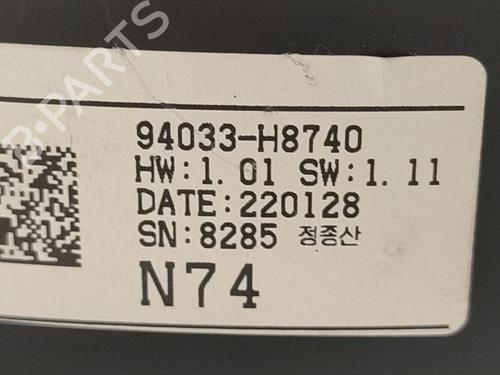 94033-H8740
HW:1.01 SW:1.11
DATE:220128
SN:8285 정종산
N74
B-PARTS